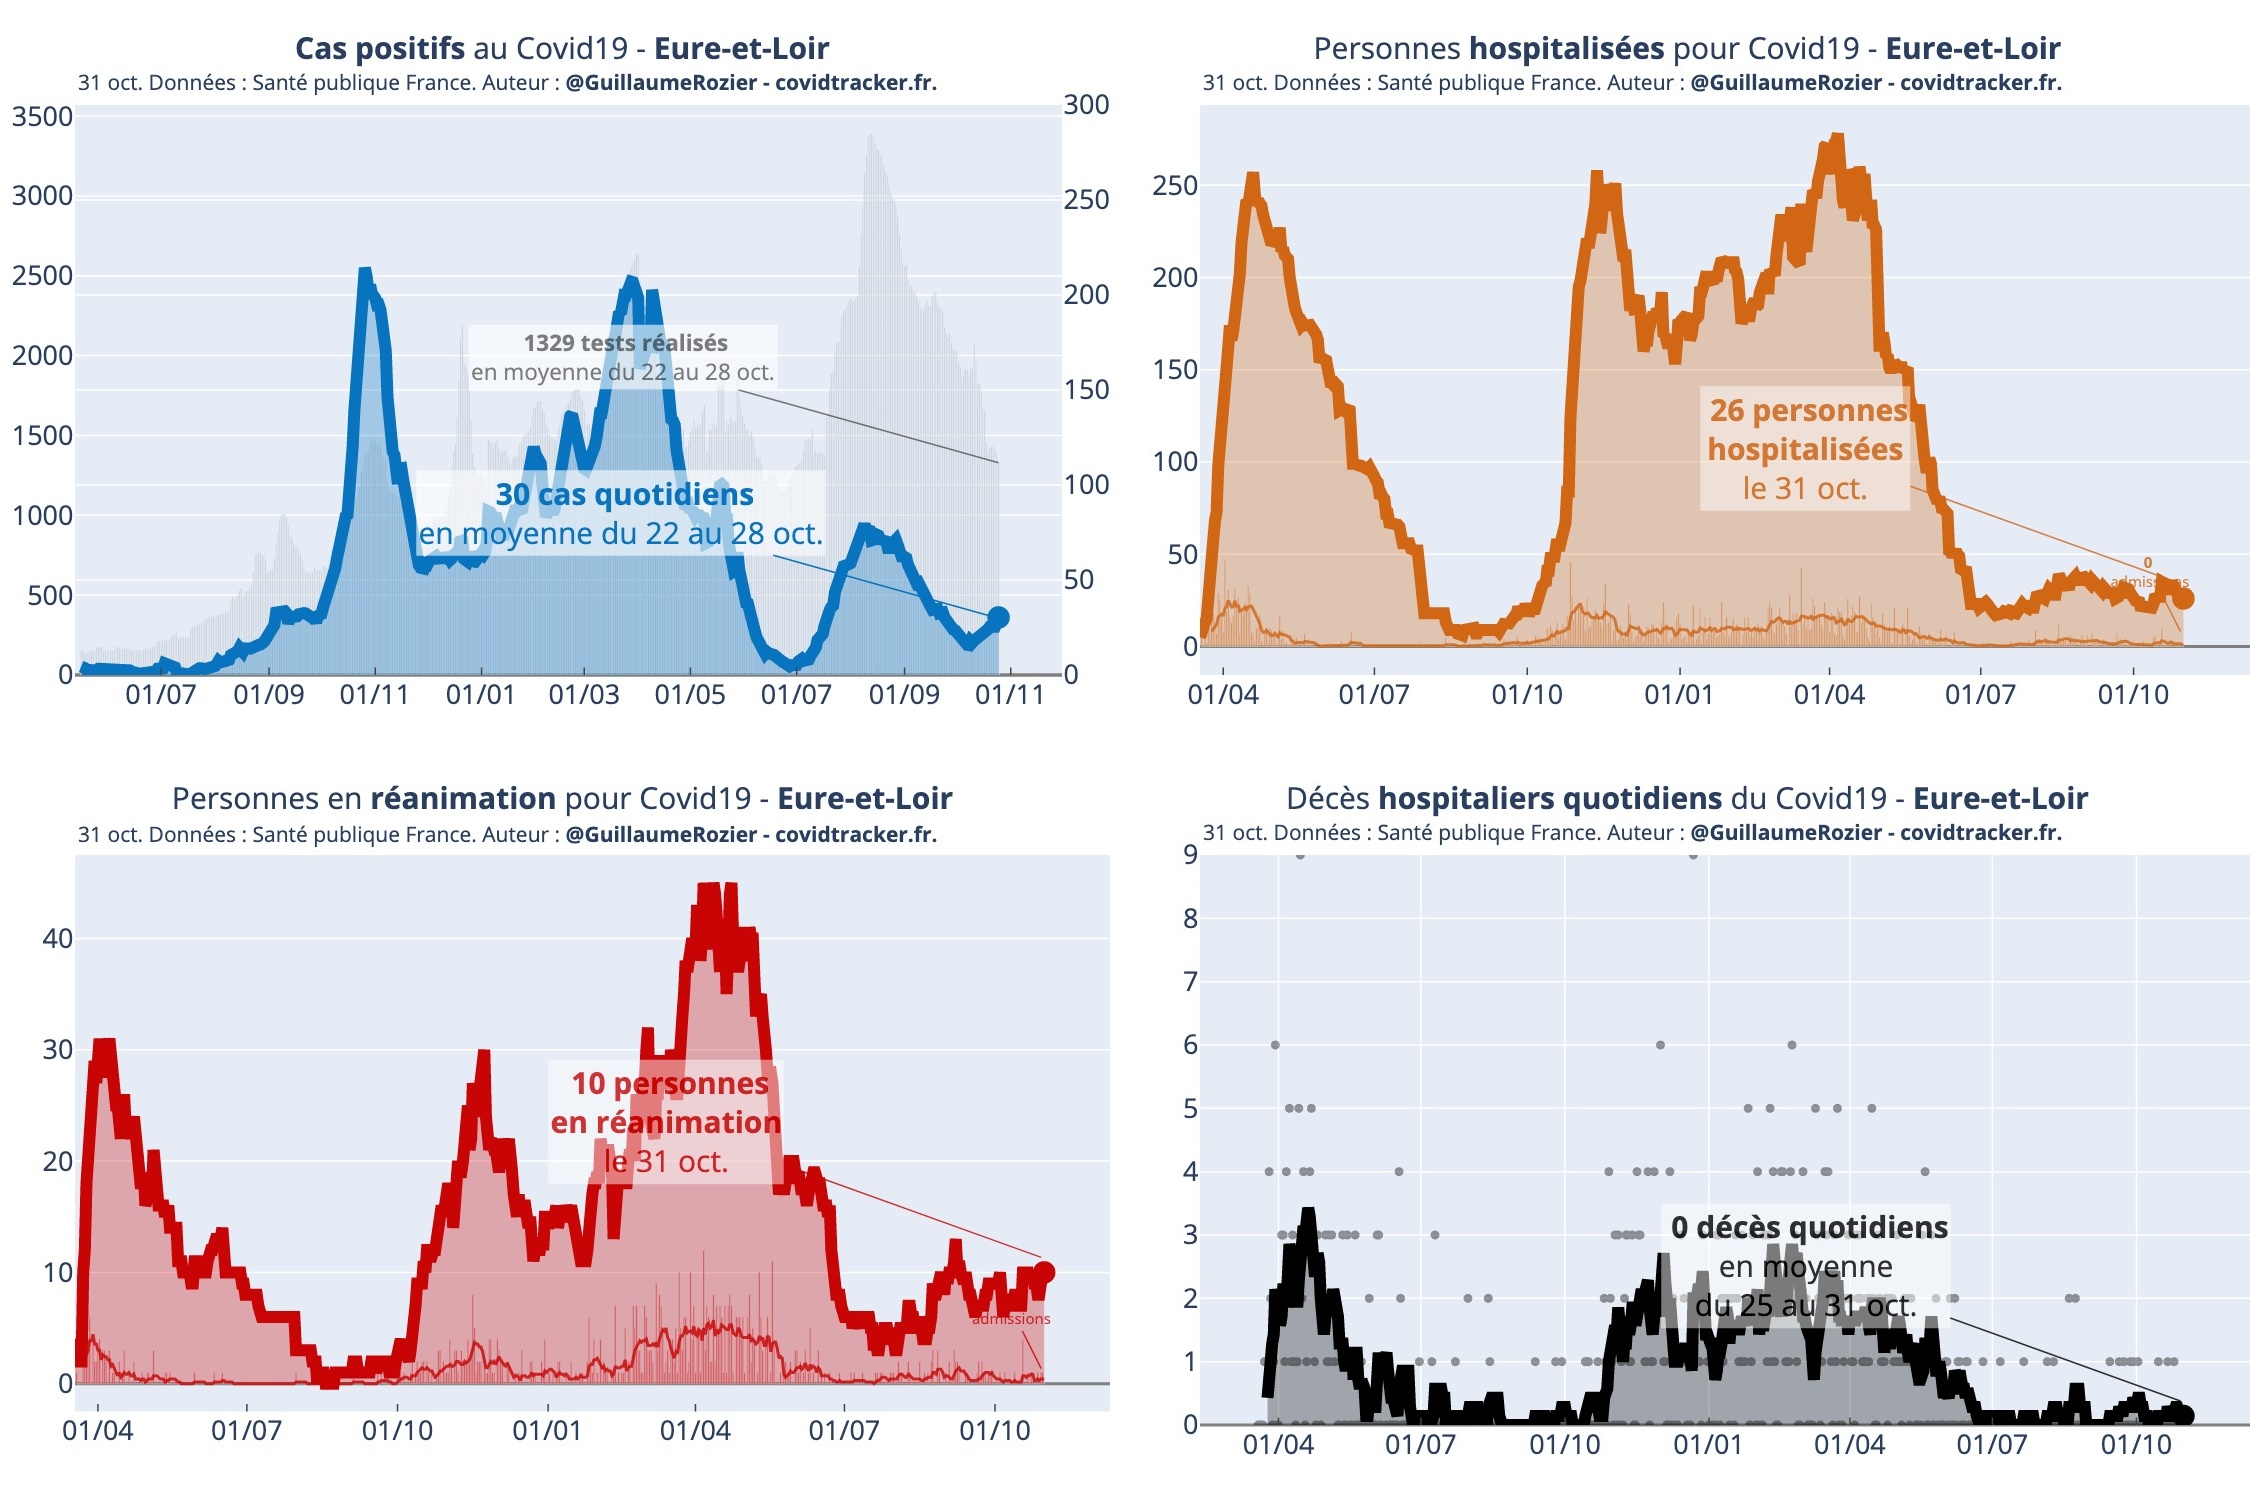 Cas positifs au Covid19 - Eure-et-Loir
31 oct. Données : Santé publique France. Auteur : @GuillaumeRozier - covidtracker.fr.
3500
3000
2500
2000
1500
1000
500
0
300
250
200
150
100
50
0
1329 tests réalisés
en moyenne du 22 au 28 oct.
30 cas quotidiens
en moyenne du 22 au 28 oct.
01/07 01/09 01/11 01/01 01/03 01/05 01/07 01/09 01/11
Personnes hospitalisées pour Covid19 - Eure-et-Loir
31 oct. Données : Santé publique France. Auteur : @GuillaumeRozier - covidtracker.fr.
250
200
150
100
50
0
26 personnes
hospitalisées
le 31 oct.
0
admissions
01/04 01/07 01/10 01/01 01/04 01/07 01/10
Personnes en réanimation pour Covid19 - Eure-et-Loir
31 oct. Données : Santé publique France. Auteur : @GuillaumeRozier - covidtracker.fr.
40
30
20
10
0
10 personnes
en réanimation
le 31 oct.
admissions
01/04 01/07 01/10 01/01 01/04 01/07 01/10
Décès hospitaliers quotidiens du Covid19 - Eure-et-Loir
31 oct. Données : Santé publique France. Auteur : @GuillaumeRozier - covidtracker.fr.
9
8
7
6
5
4
3
2
1
0
0 décès quotidiens
en moyenne
du 25 au 31 oct.
01/04 01/07 01/10 01/01 01/04 01/07 01/10